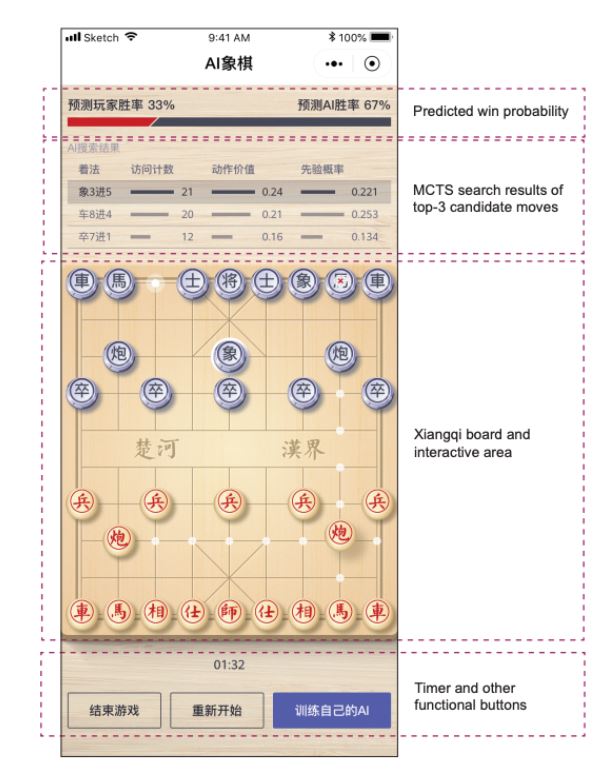 Sketch 9:41 AM 100%
AI象棋
预测玩家胜率 33% 预测AI胜率 67%
Predicted win probability
AI搜索结果
着法 访问计数 动作价值 先验概率
象3进5 21 0.24 0.221
车8进4 20 0.21 0.253
卒7进1 12 0.16 0.134
MCTS search results of
top-3 candidate moves
車 馬 士 将 士 象 車
炮 象 炮
卒 卒 卒 卒 卒
楚河 漢界
Xiangqi board and
interactive area
兵 兵 兵 兵 兵
炮 炮
車 馬 相 仕 帥 仕 相 馬 車
01:32
结束游戏 重新开始 训练自己的AI
Timer and other
functional buttons